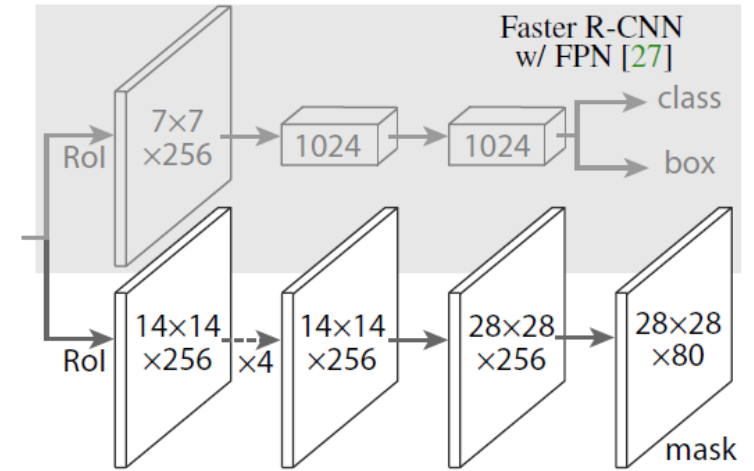 Faster R-CNN
w/ FPN [27]
RoI
7×7
×256
1024
1024
class
box
RoI
14×14
×256
×4
14×14
×256
28×28
×256
28×28
×80
mask